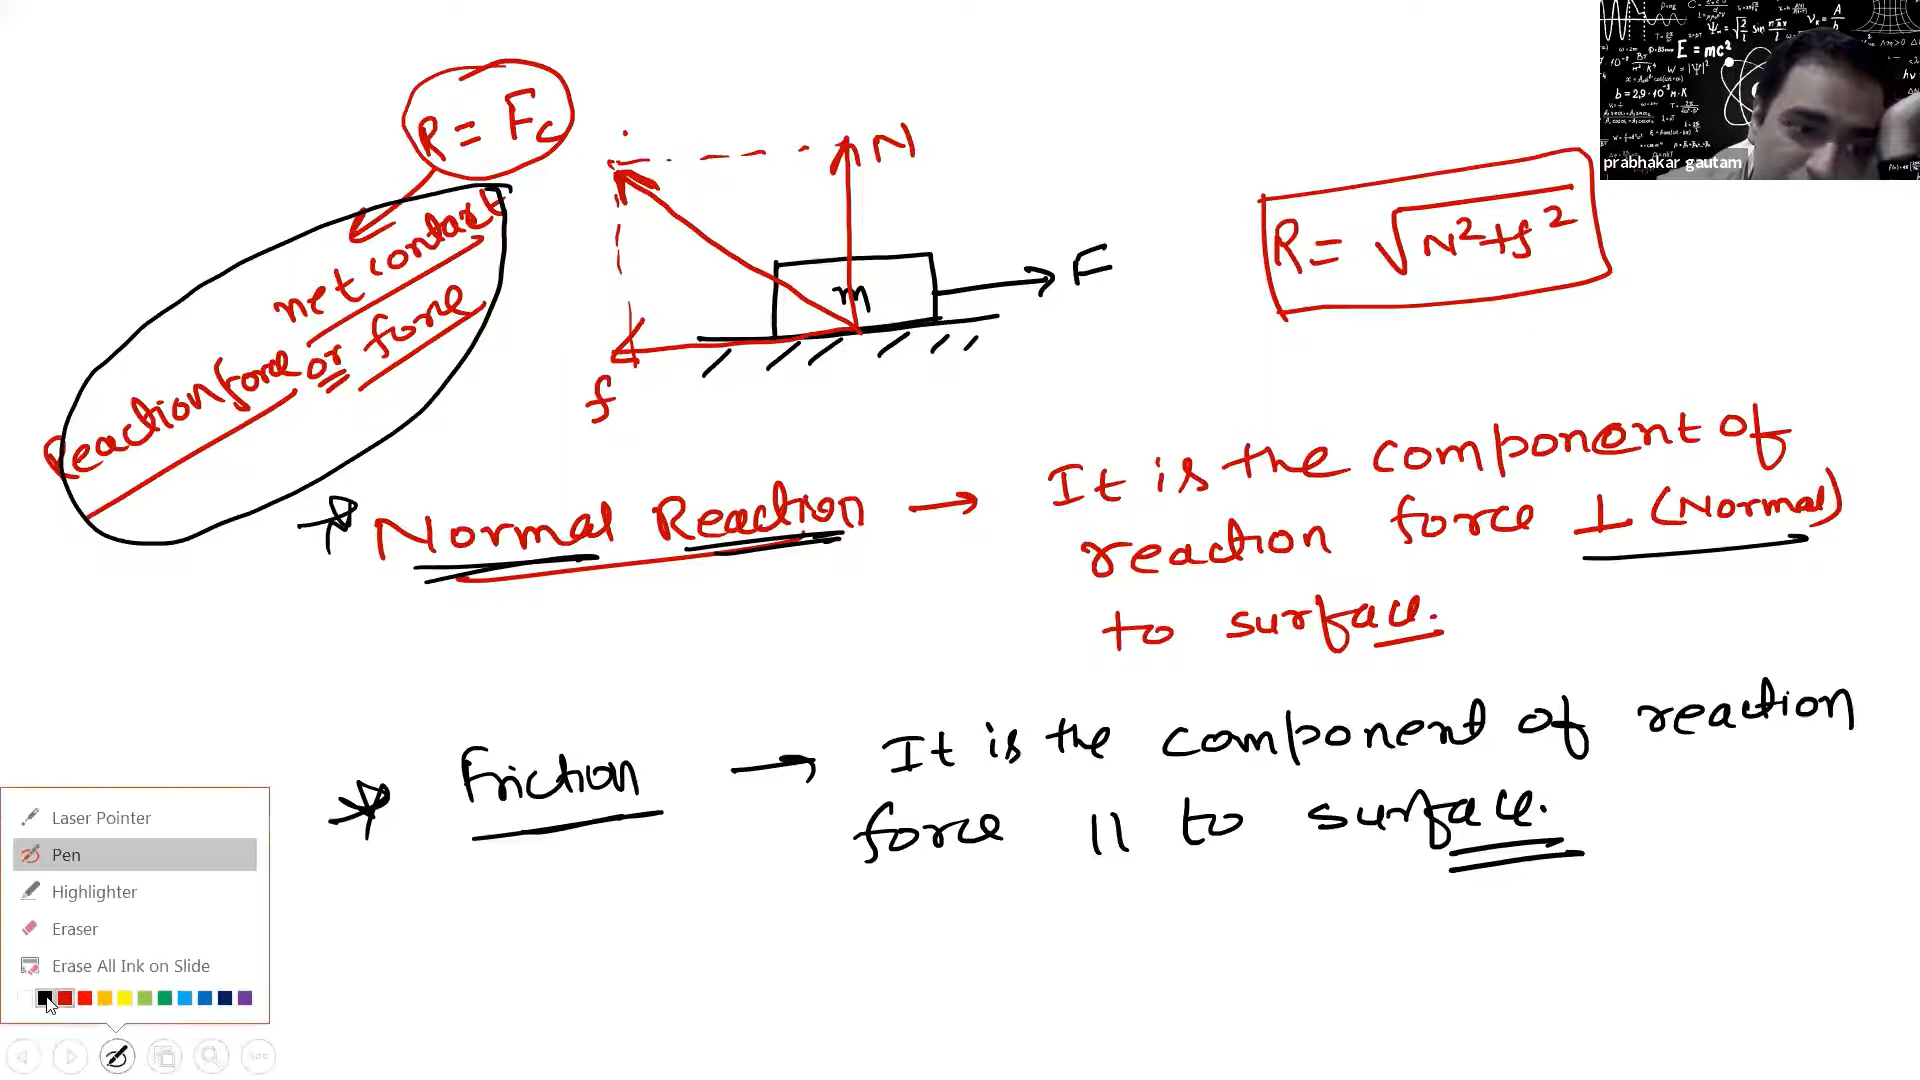 R = Fc
net contact
Reaction force or force
N
m
F
f
R = √N²+f²
prabhakar gautam
E = mc²
Normal Reaction → It is the component of
reaction force ⊥ (Normal)
to surface.
Friction → It is the component of reaction
force || to surface.
Laser Pointer
Pen
Highlighter
Eraser
Erase All Ink on Slide